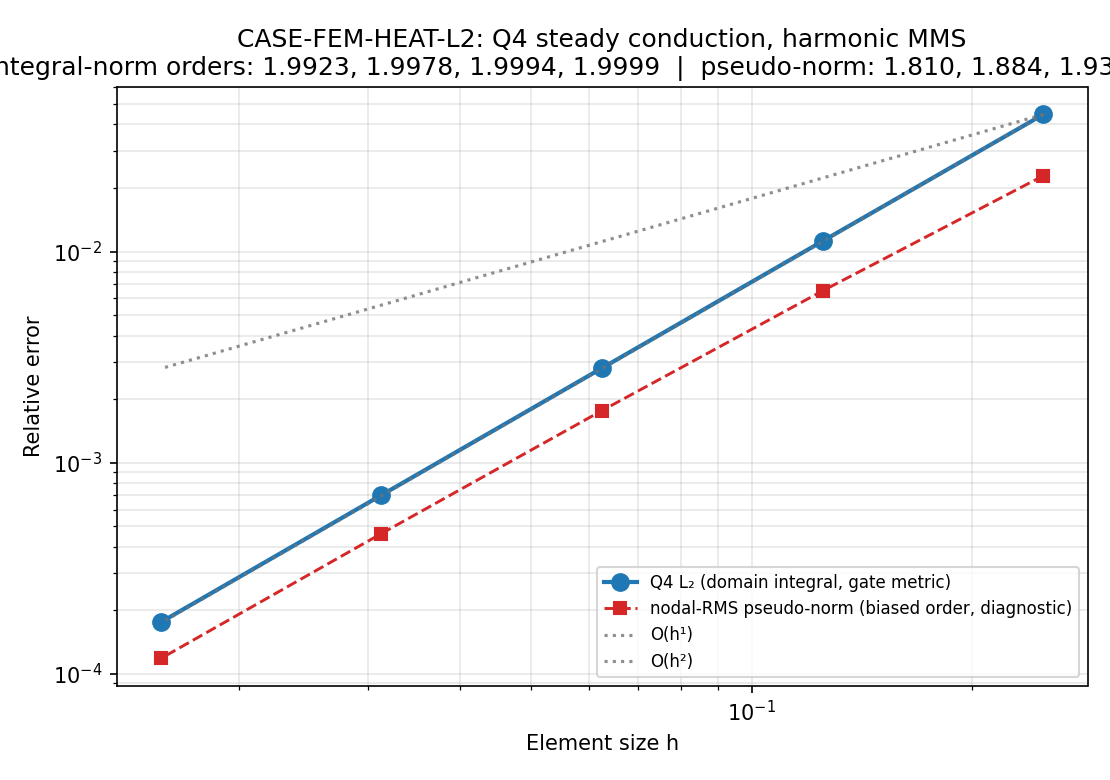 CASE-FEM-HEAT-L2: Q4 steady conduction, harmonic MMS
ntegral-norm orders: 1.9923, 1.9978, 1.9994, 1.9999 | pseudo-norm: 1.810, 1.884, 1.93
10⁻²
10⁻³
10⁻⁴
Relative error
Q4 L₂ (domain integral, gate metric)
nodal-RMS pseudo-norm (biased order, diagnostic)
O(h¹)
O(h²)
10⁻¹
Element size h